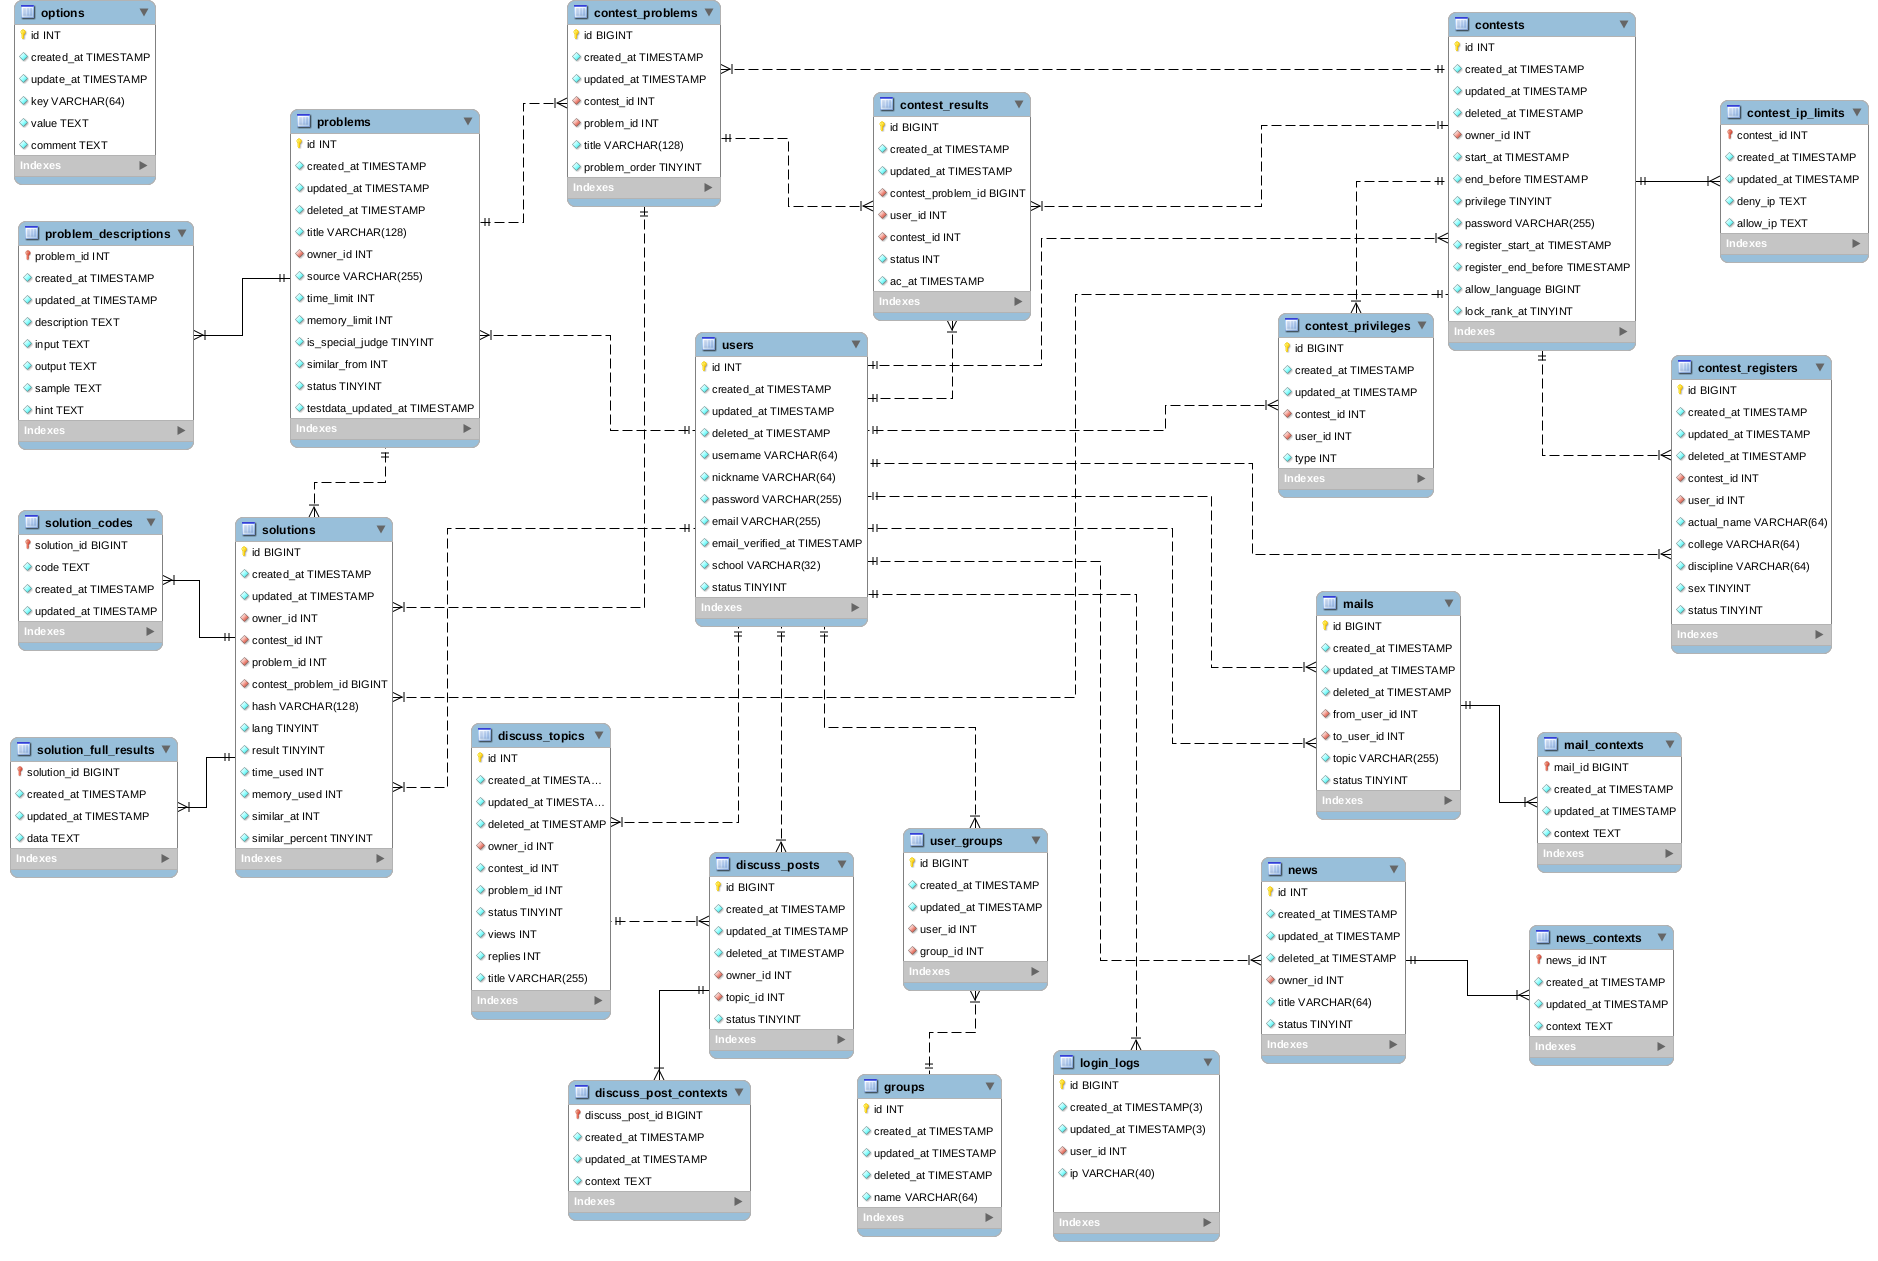 options
id INT
created_at TIMESTAMP
update_at TIMESTAMP
key VARCHAR(64)
value TEXT
comment TEXT
Indexes
problem_descriptions
problem_id INT
created_at TIMESTAMP
updated_at TIMESTAMP
description TEXT
input TEXT
output TEXT
sample TEXT
hint TEXT
Indexes
problems
id INT
created_at TIMESTAMP
updated_at TIMESTAMP
deleted_at TIMESTAMP
title VARCHAR(128)
owner_id INT
source VARCHAR(255)
time_limit INT
memory_limit INT
is_special_judge TINYINT
similar_from INT
status TINYINT
testdata_updated_at TIMESTAMP
Indexes
contest_problems
id BIGINT
created_at TIMESTAMP
updated_at TIMESTAMP
contest_id INT
problem_id INT
title VARCHAR(128)
problem_order TINYINT
Indexes
contest_results
id BIGINT
created_at TIMESTAMP
updated_at TIMESTAMP
contest_problem_id BIGINT
user_id INT
contest_id INT
status INT
ac_at TIMESTAMP
Indexes
contests
id INT
created_at TIMESTAMP
updated_at TIMESTAMP
deleted_at TIMESTAMP
owner_id INT
start_at TIMESTAMP
end_before TIMESTAMP
privilege TINYINT
password VARCHAR(255)
register_start_at TIMESTAMP
register_end_before TIMESTAMP
allow_language BIGINT
lock_rank_at TINYINT
Indexes
contest_ip_limits
contest_id INT
created_at TIMESTAMP
updated_at TIMESTAMP
deny_ip TEXT
allow_ip TEXT
Indexes
users
id INT
created_at TIMESTAMP
updated_at TIMESTAMP
deleted_at TIMESTAMP
username VARCHAR(64)
nickname VARCHAR(64)
password VARCHAR(255)
email VARCHAR(255)
email_verified_at TIMESTAMP
school VARCHAR(32)
status TINYINT
Indexes
contest_privileges
id BIGINT
created_at TIMESTAMP
updated_at TIMESTAMP
contest_id INT
user_id INT
type INT
Indexes
contest_registers
id BIGINT
created_at TIMESTAMP
updated_at TIMESTAMP
deleted_at TIMESTAMP
contest_id INT
user_id INT
actual_name VARCHAR(64)
college VARCHAR(64)
discipline VARCHAR(64)
sex TINYINT
status TINYINT
Indexes
solution_codes
solution_id BIGINT
code TEXT
created_at TIMESTAMP
updated_at TIMESTAMP
Indexes
solutions
id BIGINT
created_at TIMESTAMP
updated_at TIMESTAMP
owner_id INT
contest_id INT
problem_id INT
contest_problem_id BIGINT
hash VARCHAR(128)
lang TINYINT
result TINYINT
time_used INT
memory_used INT
similar_at INT
similar_percent TINYINT
Indexes
solution_full_results
solution_id BIGINT
created_at TIMESTAMP
updated_at TIMESTAMP
data TEXT
Indexes
discuss_topics
id INT
created_at TIMESTA...
updated_at TIMESTA...
deleted_at TIMESTAMP
owner_id INT
contest_id INT
problem_id INT
status TINYINT
views INT
replies INT
title VARCHAR(255)
Indexes
discuss_posts
id BIGINT
created_at TIMESTAMP
updated_at TIMESTAMP
deleted_at TIMESTAMP
owner_id INT
topic_id INT
status TINYINT
Indexes
user_groups
id BIGINT
created_at TIMESTAMP
updated_at TIMESTAMP
user_id INT
group_id INT
Indexes
mails
id BIGINT
created_at TIMESTAMP
updated_at TIMESTAMP
deleted_at TIMESTAMP
from_user_id INT
to_user_id INT
topic VARCHAR(255)
status TINYINT
Indexes
mail_contexts
mail_id BIGINT
created_at TIMESTAMP
updated_at TIMESTAMP
context TEXT
Indexes
news
id INT
created_at TIMESTAMP
updated_at TIMESTAMP
deleted_at TIMESTAMP
owner_id INT
title VARCHAR(64)
status TINYINT
Indexes
news_contexts
news_id INT
created_at TIMESTAMP
updated_at TIMESTAMP
context TEXT
Indexes
discuss_post_contexts
discuss_post_id BIGINT
created_at TIMESTAMP
updated_at TIMESTAMP
context TEXT
Indexes
groups
id INT
created_at TIMESTAMP
updated_at TIMESTAMP
deleted_at TIMESTAMP
name VARCHAR(64)
Indexes
login_logs
id BIGINT
created_at TIMESTAMP(3)
updated_at TIMESTAMP(3)
user_id INT
ip VARCHAR(40)
Indexes